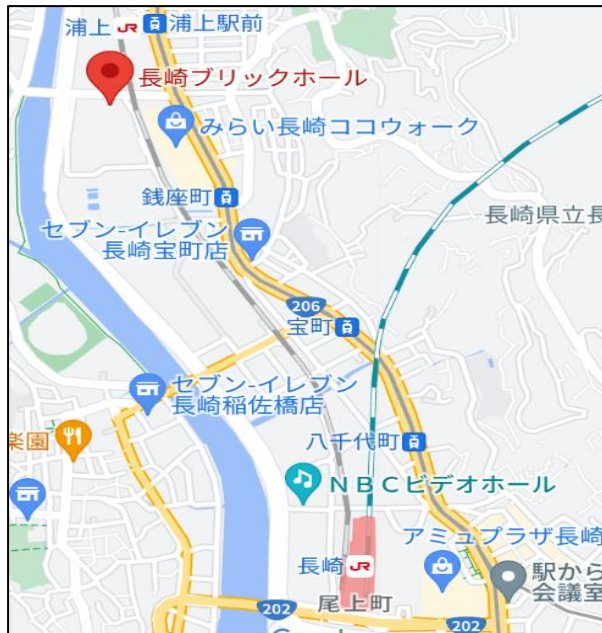 浦上
JR
浦上駅前
長崎ブリックホール
みらい長崎ココウォーク
銭座町
長崎県立長
セブン-イレブン
長崎宝町店
206
宝町
セブン-イレブン
長崎稲佐橋店
楽園
八千代町
NBCビデオホール
アミュプラザ長崎
長崎
JR
駅から
会議室
尾上町
202
202